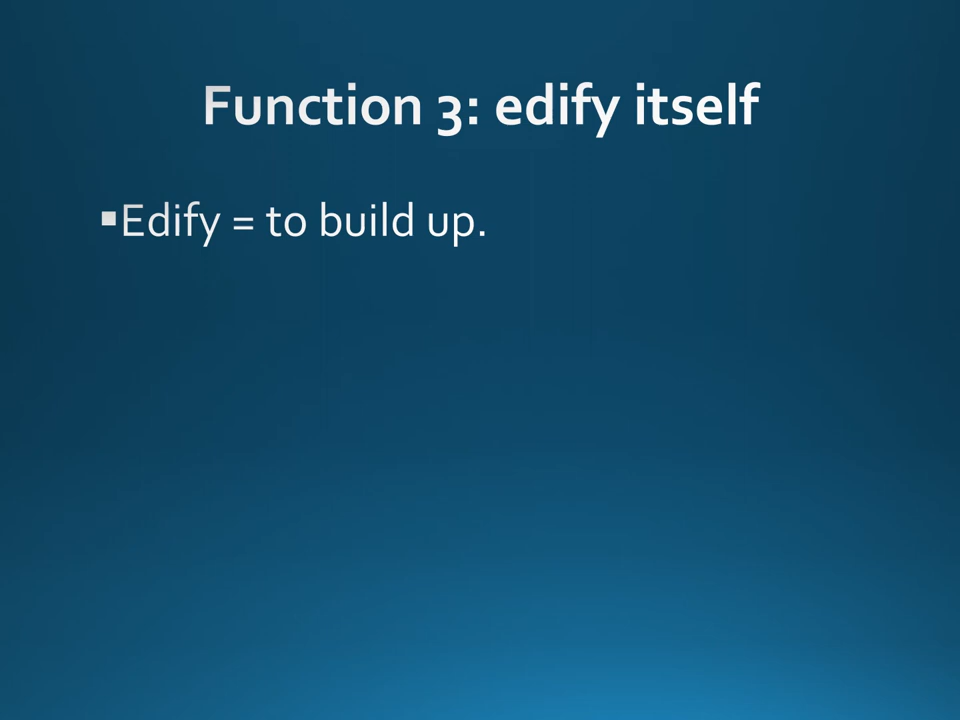 Function 3: edify itself
▪Edify = to build up.